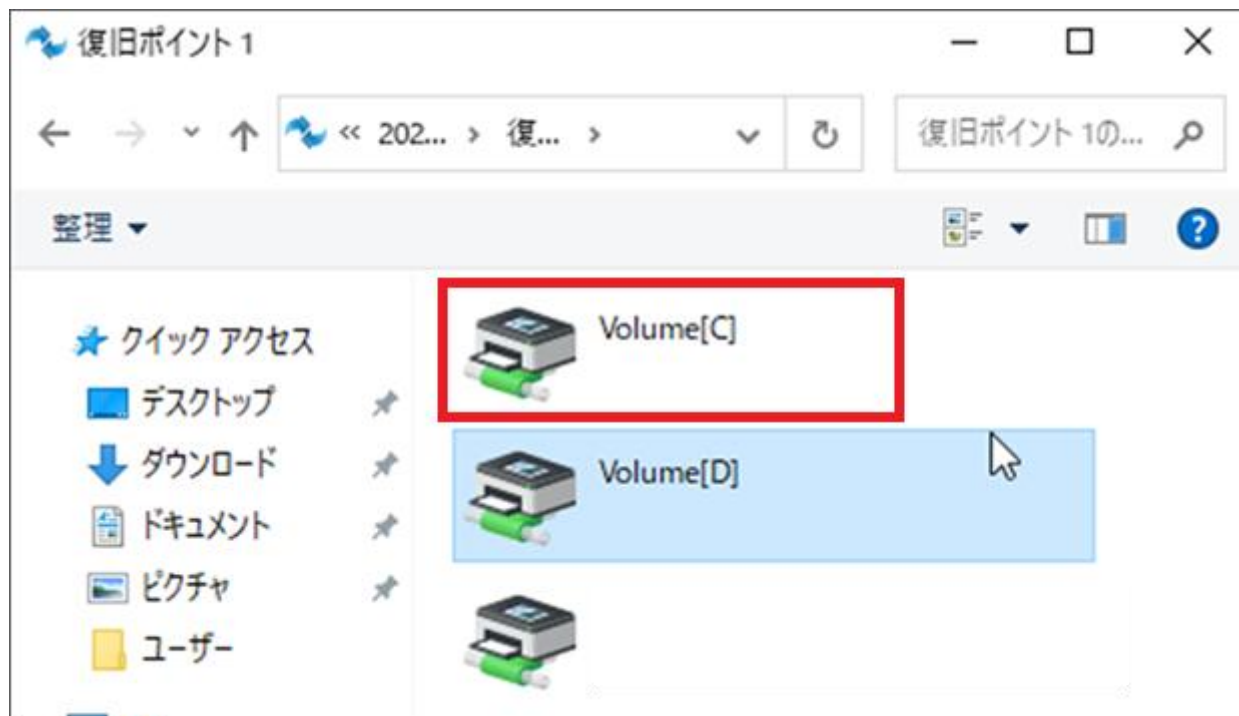 復旧ポイント 1
« 202... › 復... ›
復旧ポイント 1の...
整理
クイック アクセス
デスクトップ
ダウンロード
ドキュメント
ピクチャ
ユーザー
Volume[C]
Volume[D]